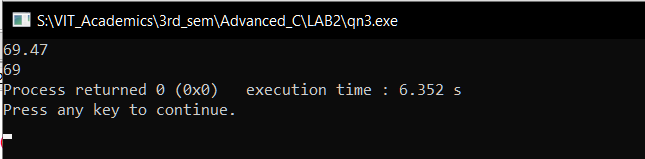 S:\VIT_Academics\3rd_sem\Advanced_C\LAB2\qn3.exe
69.47
69
Process returned 0 (0x0)   execution time : 6.352 s
Press any key to continue.